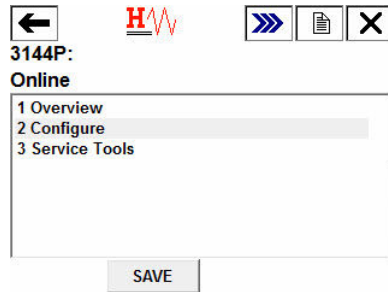 H
3144P:
Online
1 Overview
2 Configure
3 Service Tools
SAVE